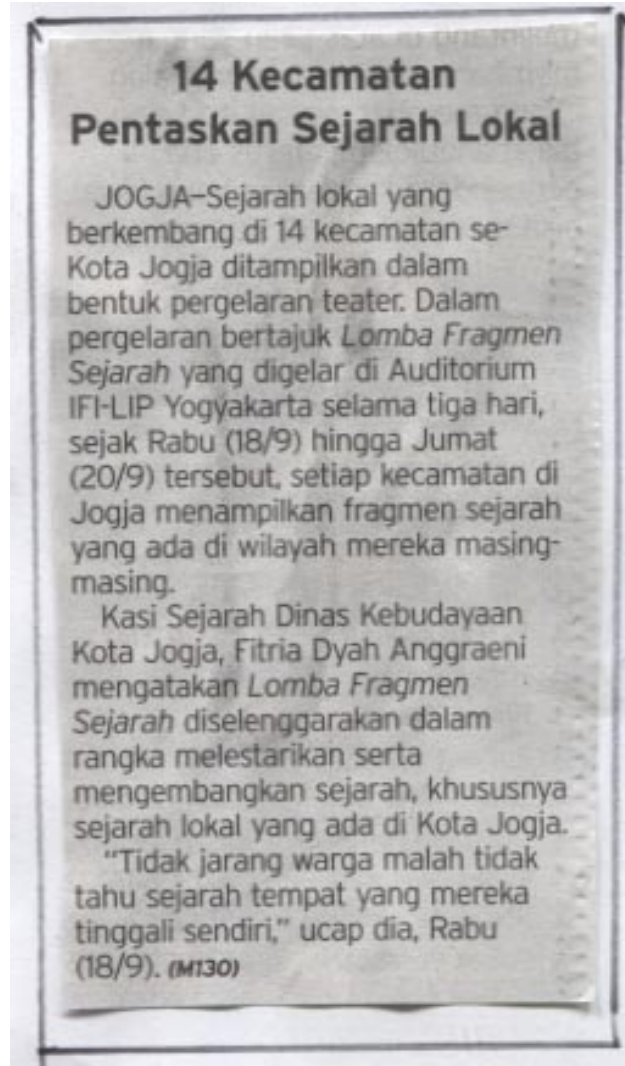 14 Kecamatan
Pentaskan Sejarah Lokal
JOGJA–Sejarah lokal yang
berkembang di 14 kecamatan se-
Kota Jogja ditampilkan dalam
bentuk pergelaran teater. Dalam
pergelaran bertajuk Lomba Fragmen
Sejarah yang digelar di Auditorium
IFI-LIP Yogyakarta selama tiga hari,
sejak Rabu (18/9) hingga Jumat
(20/9) tersebut, setiap kecamatan di
Jogja menampilkan fragmen sejarah
yang ada di wilayah mereka masing-
masing.
Kasi Sejarah Dinas Kebudayaan
Kota Jogja, Fitria Dyah Anggraeni
mengatakan Lomba Fragmen
Sejarah diselenggarakan dalam
rangka melestarikan serta
mengembangkan sejarah, khususnya
sejarah lokal yang ada di Kota Jogja.
"Tidak jarang warga malah tidak
tahu sejarah tempat yang mereka
tinggali sendiri," ucap dia, Rabu
(18/9). (M130)